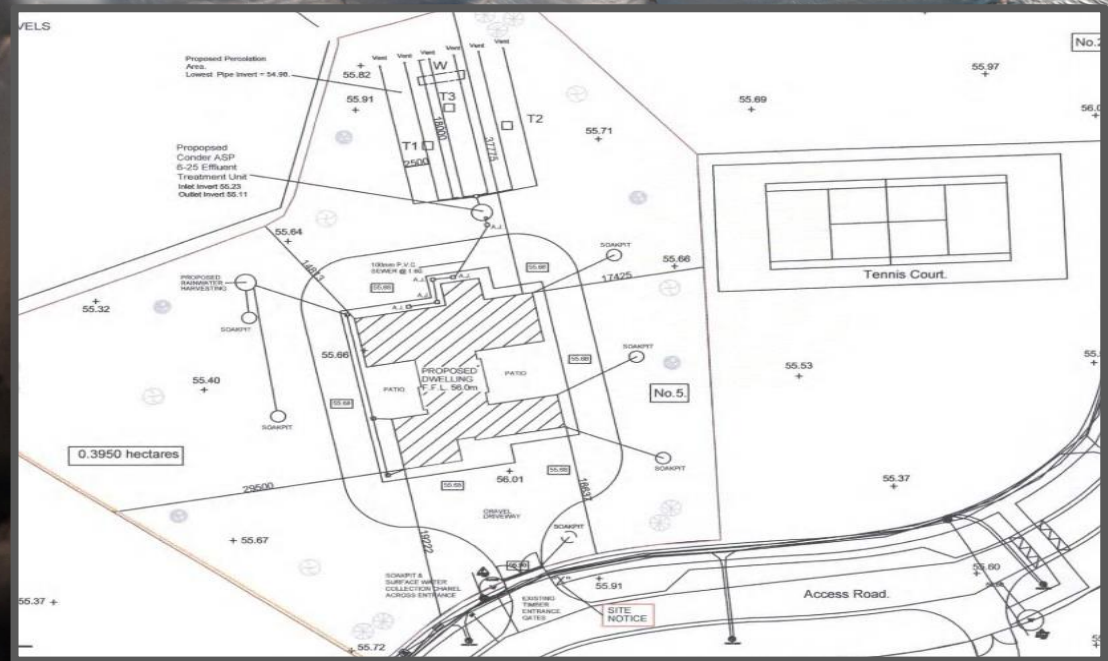 VELS
No.2
Proposed Percolation
Area.
Lowest Pipe Invert = 54.96
Vent
Vent
Vent
Vent
Vent
Vent
W
55.82
55.91
T3
T1
T2
18000
2500
37775
55.97
55.69
55.71
Propopsed
Conder ASP
6-25 Effluent
Treatment Unit
Inlet Invert 55.23
Outlet Invert 55.11
A.J.
55.64
14813
100mm P.V.C
SEWER @ 1:60
A.J.
A.J.
A.J.
SOAKPIT
55.66
17425
Tennis Court.
PROPOSED
RAINWATER
HARVESTING
55.32
SOAKPIT
55.66
SOAKPIT
55.53
PROPOSED
DWELLING
F.F.L. 56.0m
PATIO
PATIO
55.40
No.5.
SOAKPIT
0.3950 hectares
SOAKPIT
29500
56.01
55.37
GRAVEL
DRIVEWAY
16637
19222
SOAKPIT
55.67
SOAKPIT &
SURFACE WATER
COLLECTION CHANEL
ACROSS ENTRANCE
EXISTING
TIMBER
ENTRANCE
GATES
55.91
SITE
NOTICE
Access Road.
55.60
55.37
55.72